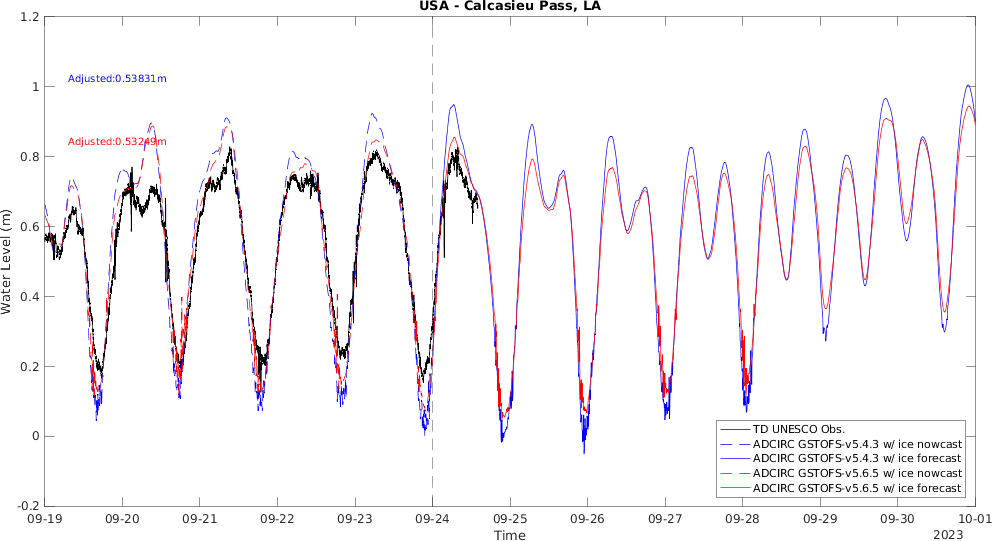 USA - Calcasieu Pass, LA
1.2
1
0.8
0.6
0.4
0.2
0
-0.2
Water Level (m)
Adjusted:0.53831m
Adjusted:0.53249m
TD UNESCO Obs.
ADCIRC GSTOFS-v5.4.3 w/ ice nowcast
ADCIRC GSTOFS-v5.4.3 w/ ice forecast
ADCIRC GSTOFS-v5.6.5 w/ ice nowcast
ADCIRC GSTOFS-v5.6.5 w/ ice forecast
09-19 09-20 09-21 09-22 09-23 09-24 09-25 09-26 09-27 09-28 09-29 09-30 10-01
Time
2023